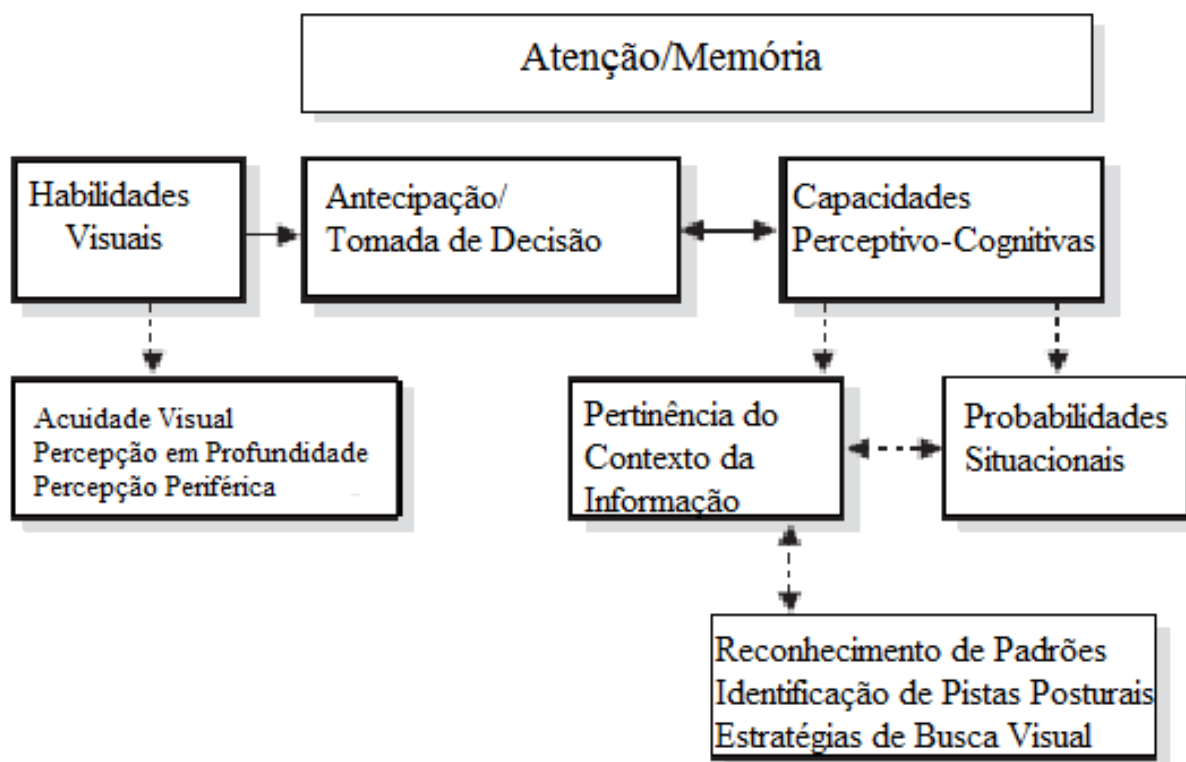 Atenção/Memória
Habilidades
Visuais
Antecipação/
Tomada de Decisão
Capacidades
Perceptivo-Cognitivas
Acuidade Visual
Percepção em Profundidade
Percepção Periférica
Pertinência do
Contexto da
Informação
Probabilidades
Situacionais
Reconhecimento de Padrões
Identificação de Pistas Posturais
Estratégias de Busca Visual